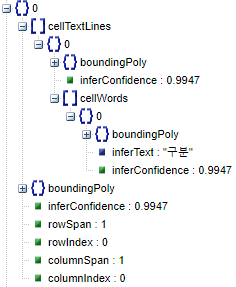 0
cellTextLines
0
boundingPoly
inferConfidence : 0.9947
cellWords
0
boundingPoly
inferText : "구분"
inferConfidence : 0.9947
boundingPoly
inferConfidence : 0.9947
rowSpan : 1
rowIndex : 0
columnSpan : 1
columnIndex : 0